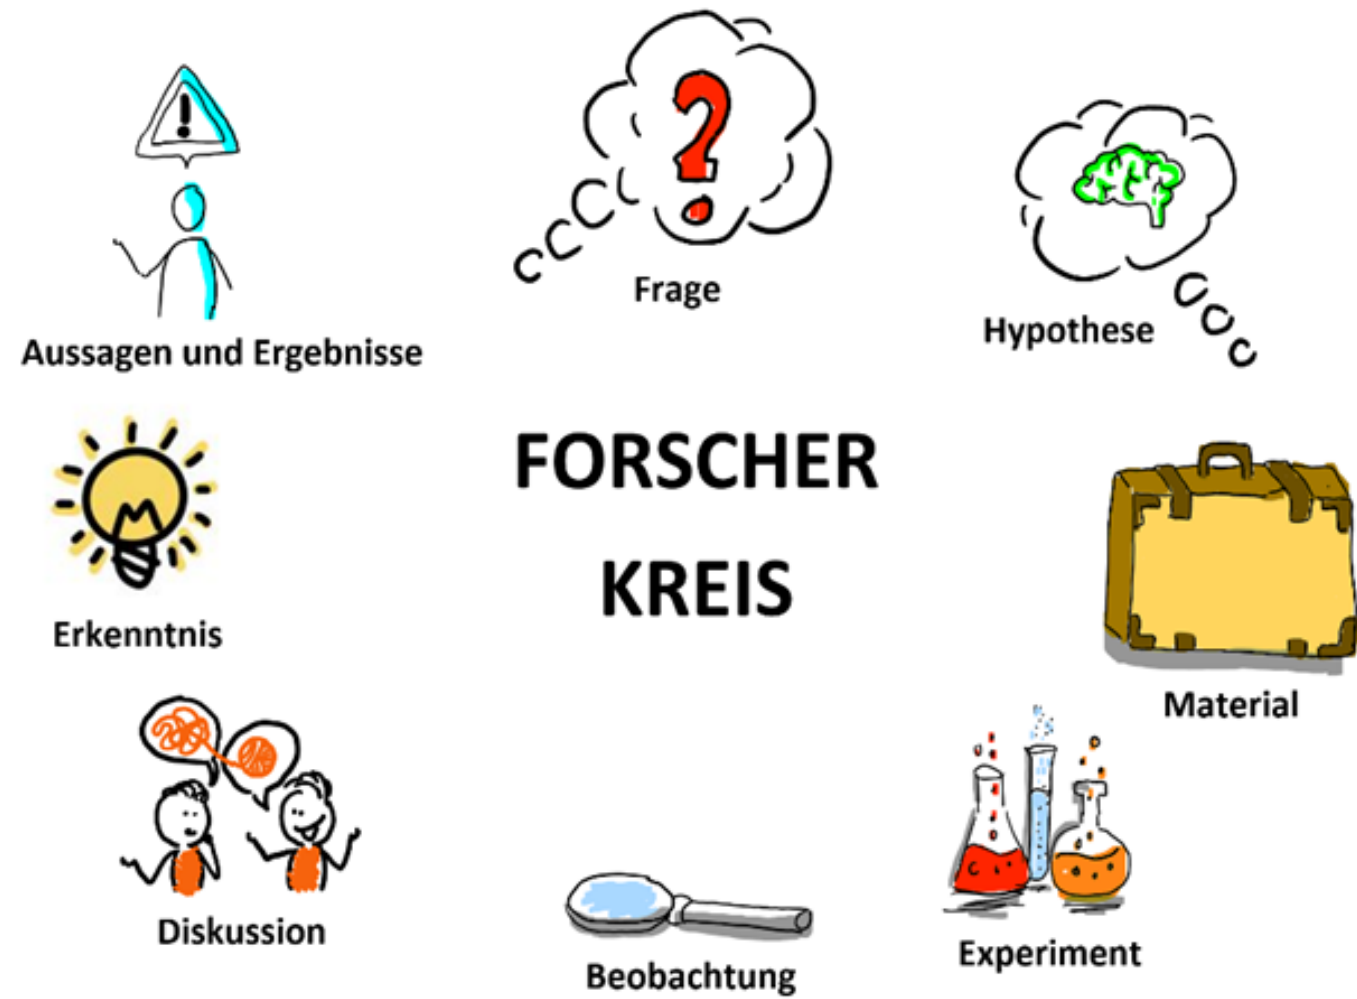 Frage
Hypothese
Aussagen und Ergebnisse
FORSCHER
KREIS
Erkenntnis
Material
Diskussion
Experiment
Beobachtung